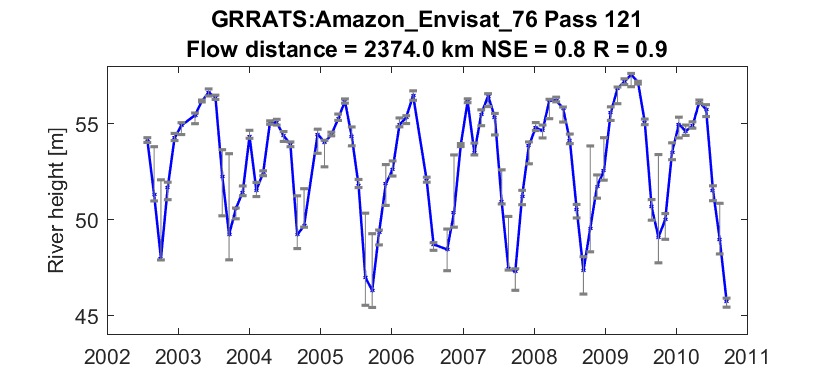 GRRATS:Amazon_Envisat_76 Pass 121
Flow distance = 2374.0 km NSE = 0.8 R = 0.9
River height [m]
55
50
45
2002 2003 2004 2005 2006 2007 2008 2009 2010 2011